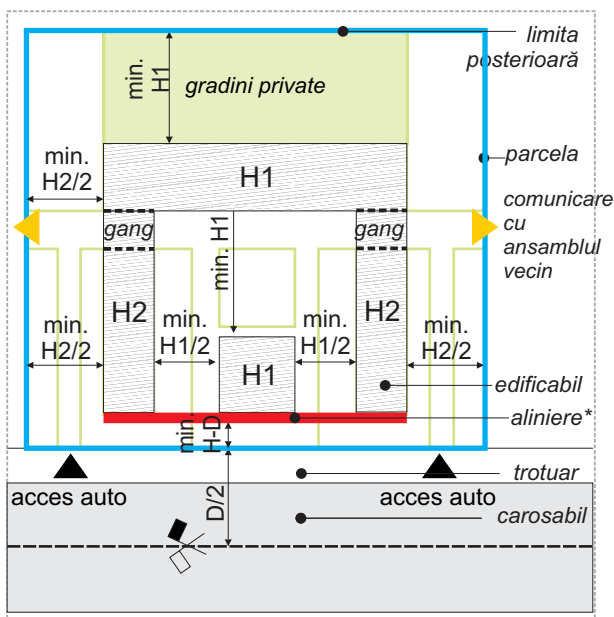 limita
posterioară
min.
H1
gradini private
parcela
H1
min.
H2/2
comunicare
cu
ansamblul
vecin
gang
min. H1
gang
H2
H2
min.
H2/2
min.
H1/2
min.
H1/2
min.
H2/2
H1
edificabil
aliniere*
min.
H-D
trotuar
acces auto
acces auto
D/2
carosabil